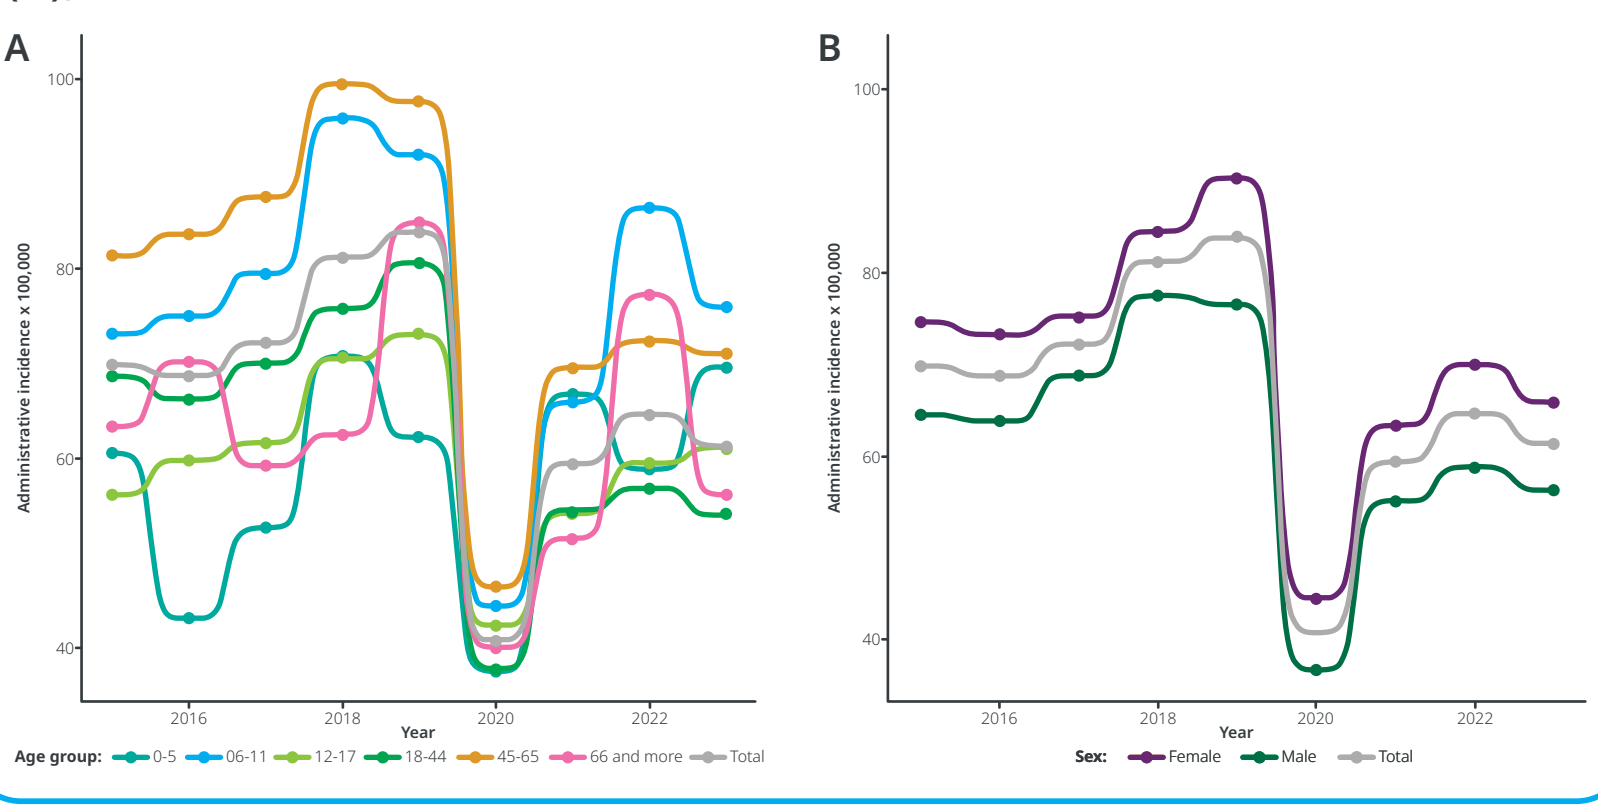 A
B
100
80
60
40
Administrative incidence x 100,000
2016 2018 2020 2022
Year
Age group: 0-5 06-11 12-17 18-44 45-65 66 and more Total
100
80
60
40
Administrative incidence x 100,000
2016 2018 2020 2022
Year
Sex: Female Male Total